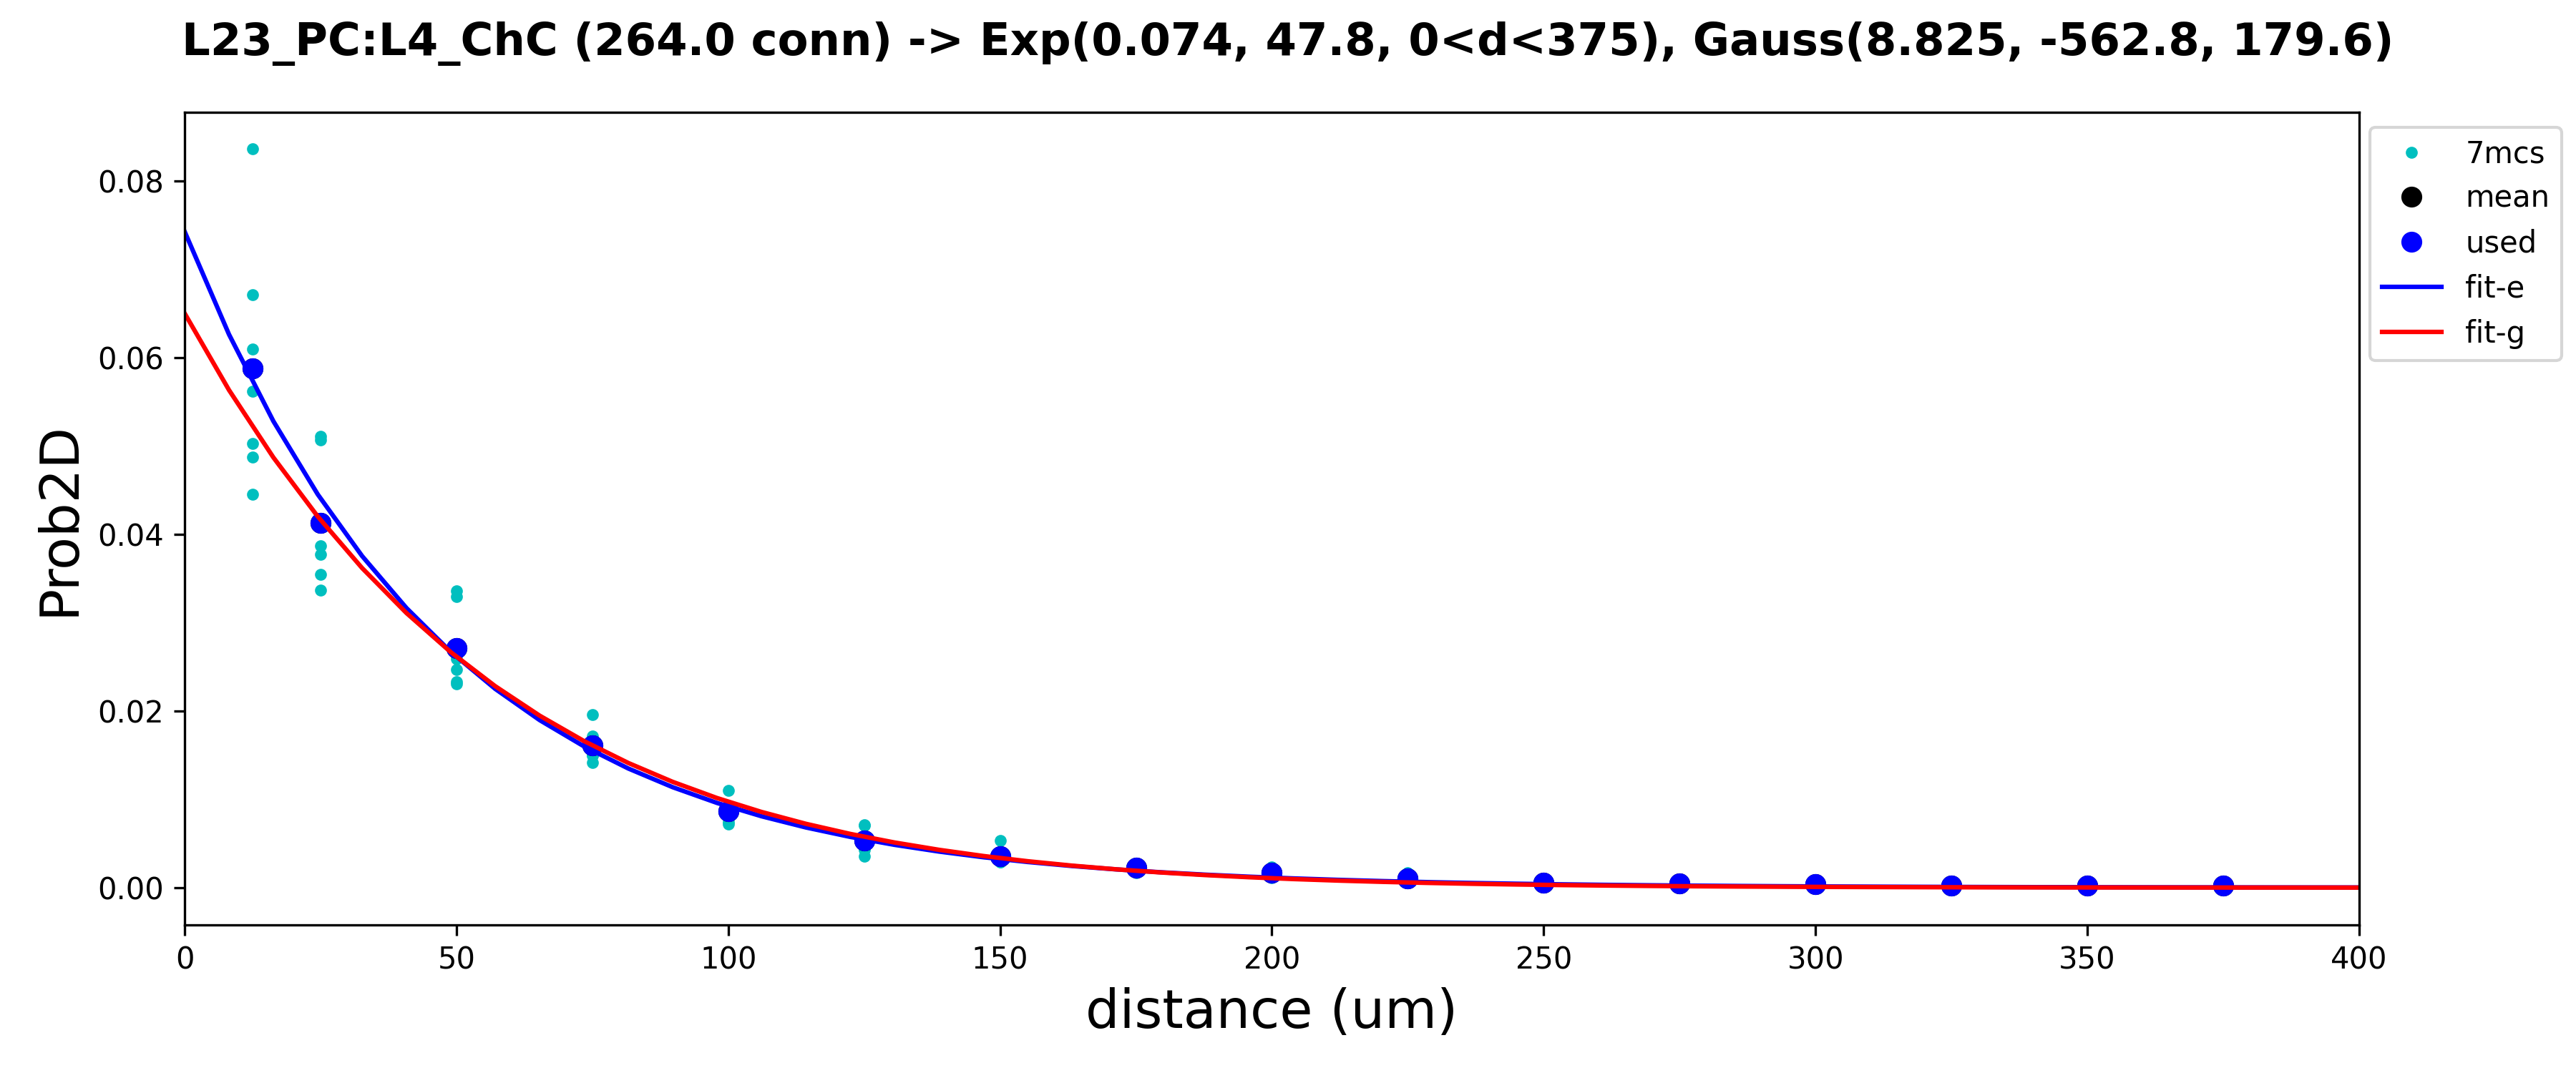 L23_PC:L4_ChC (264.0 conn) -> Exp(0.074, 47.8, 0<d<375), Gauss(8.825, -562.8, 179.6)
7mcs
mean
used
fit-e
fit-g
Prob2D
0.08
0.06
0.04
0.02
0.00
0 50 100 150 200 250 300 350 400
distance (um)